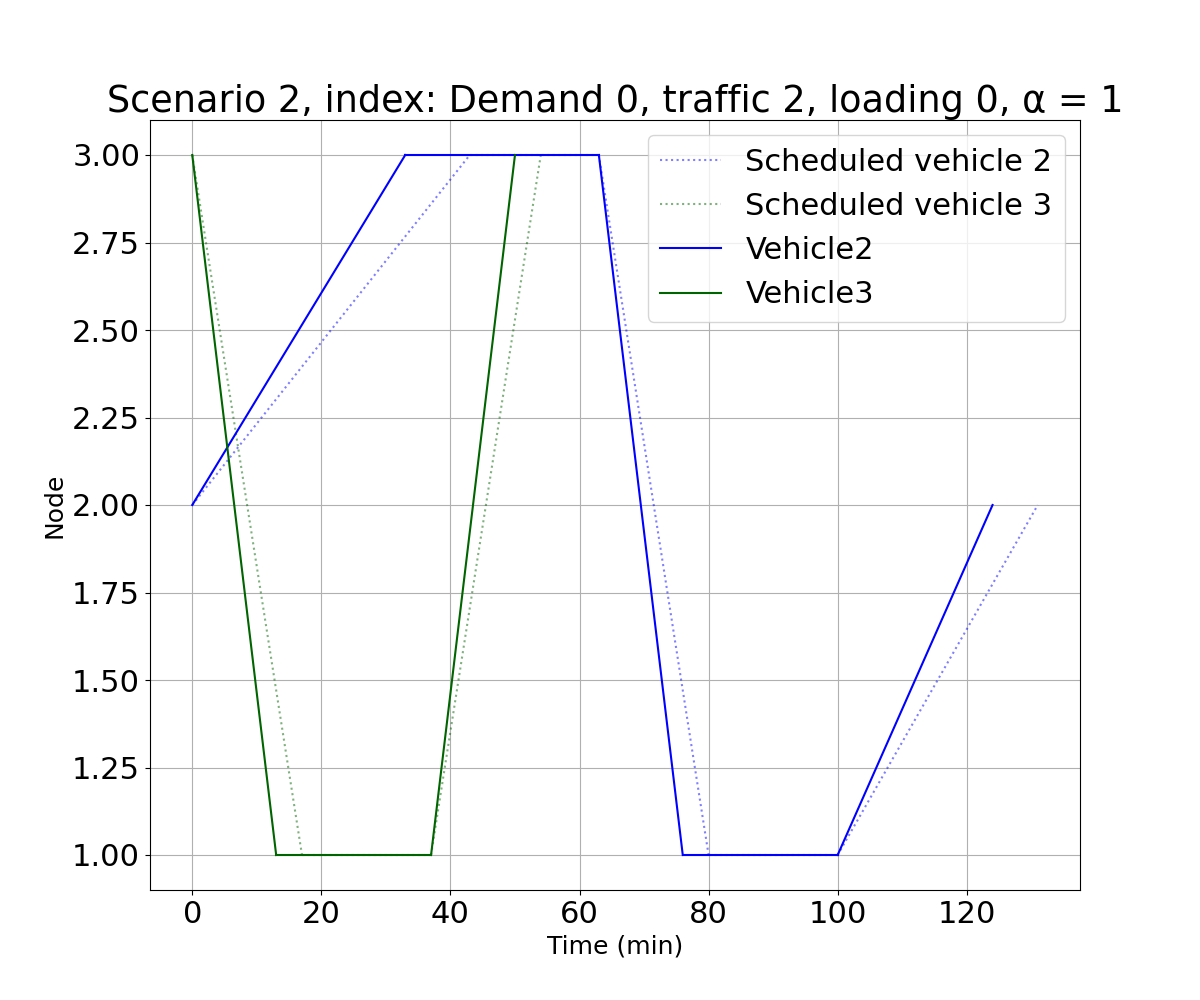 Scenario 2, index: Demand 0, traffic 2, loading 0, α = 1
3.00
2.75
2.50
2.25
2.00
1.75
1.50
1.25
1.00
Node
Scheduled vehicle 2
Scheduled vehicle 3
Vehicle2
Vehicle3
0 20 40 60 80 100 120
Time (min)